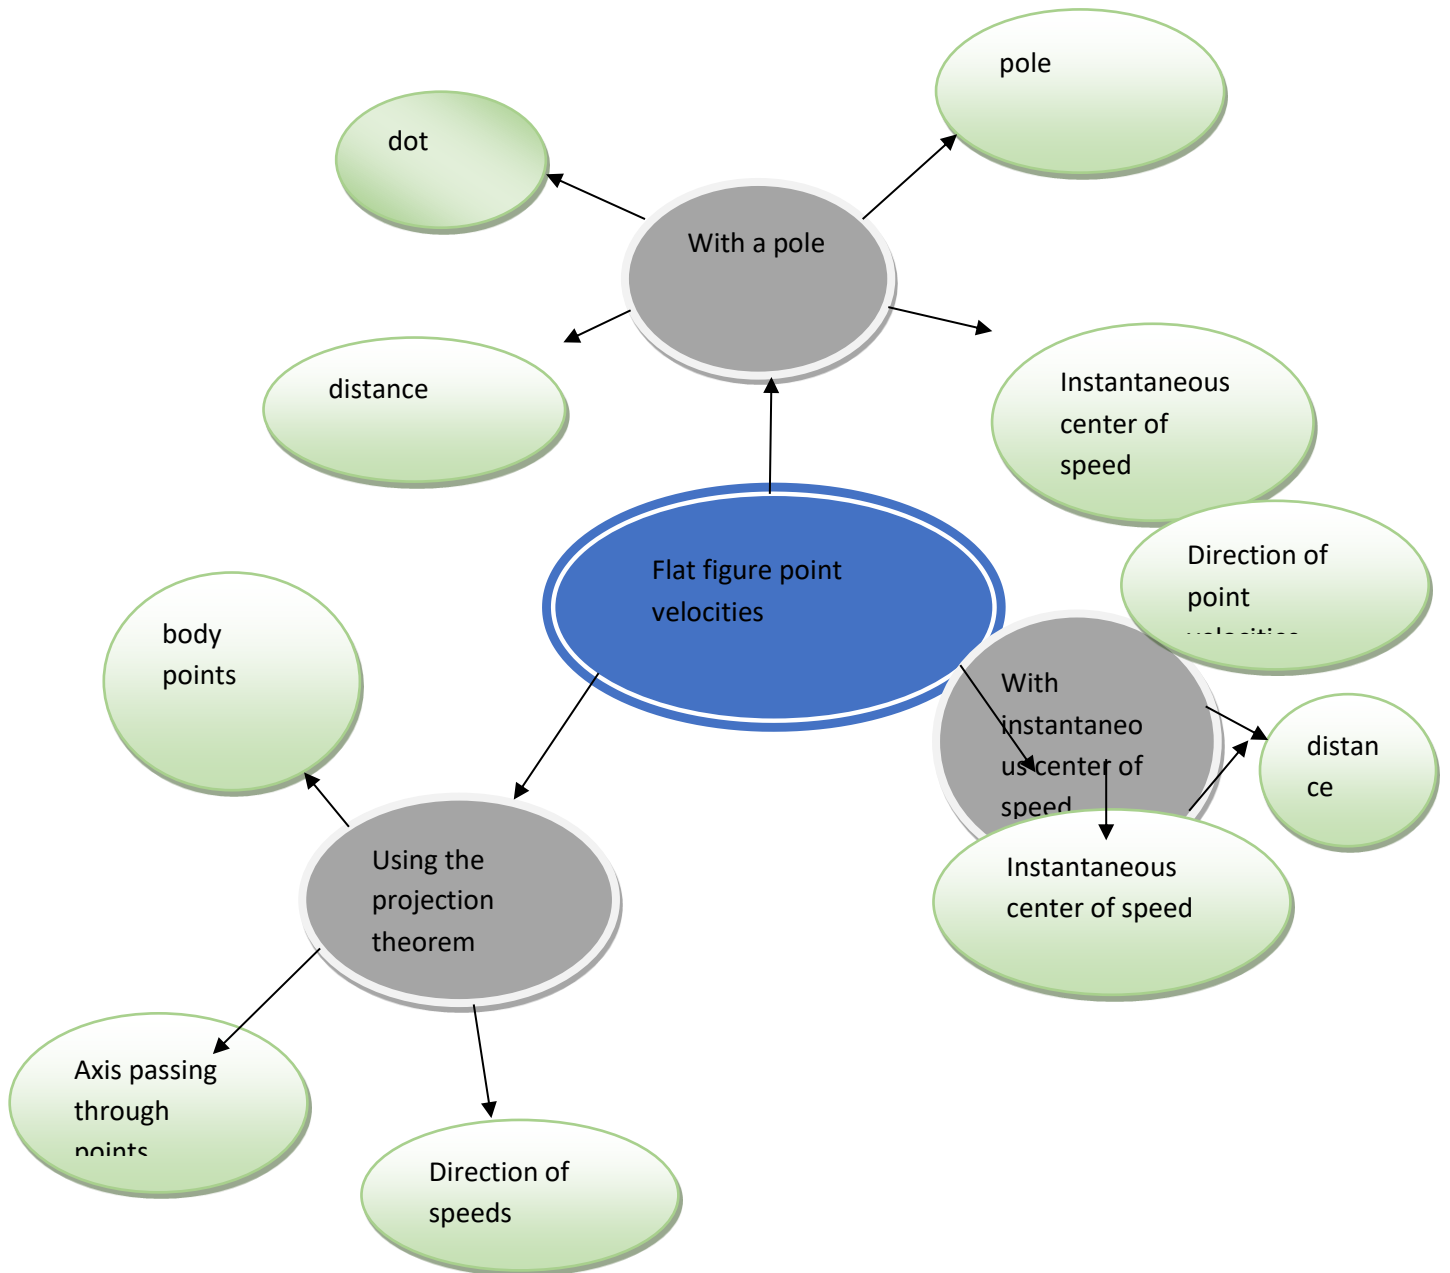 pole
dot
With a pole
distance
Instantaneous
center of
speed
Flat figure point
velocities
Direction of
point
velocities
body
points
With
instantaneo
us center of
speed
distan
ce
Using the
projection
theorem
Instantaneous
center of speed
Axis passing
through
points
Direction of
speeds